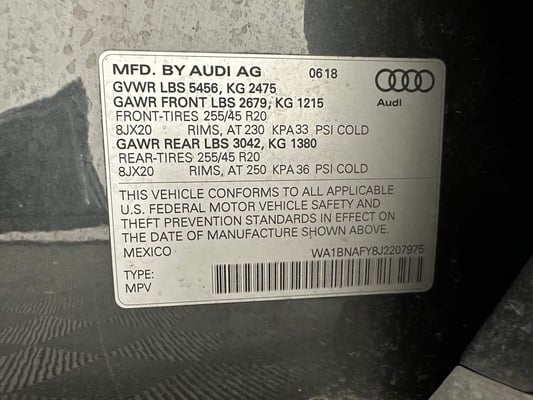 MFD. BY AUDI AG 0618
GVWR LBS 5456, KG 2475
GAWR FRONT LBS 2679, KG 1215 Audi
FRONT-TIRES 255/45 R20
8JX20 RIMS, AT 230 KPA33 PSI COLD
GAWR REAR LBS 3042, KG 1380
REAR-TIRES 255/45 R20
8JX20 RIMS, AT 250 KPA 36 PSI COLD
THIS VEHICLE CONFORMS TO ALL APPLICABLE
U.S. FEDERAL MOTOR VEHICLE SAFETY AND
THEFT PREVENTION STANDARDS IN EFFECT ON
THE DATE OF MANUFACTURE SHOWN ABOVE.
MEXICO WA1BNAFY8J2207975
TYPE:
MPV